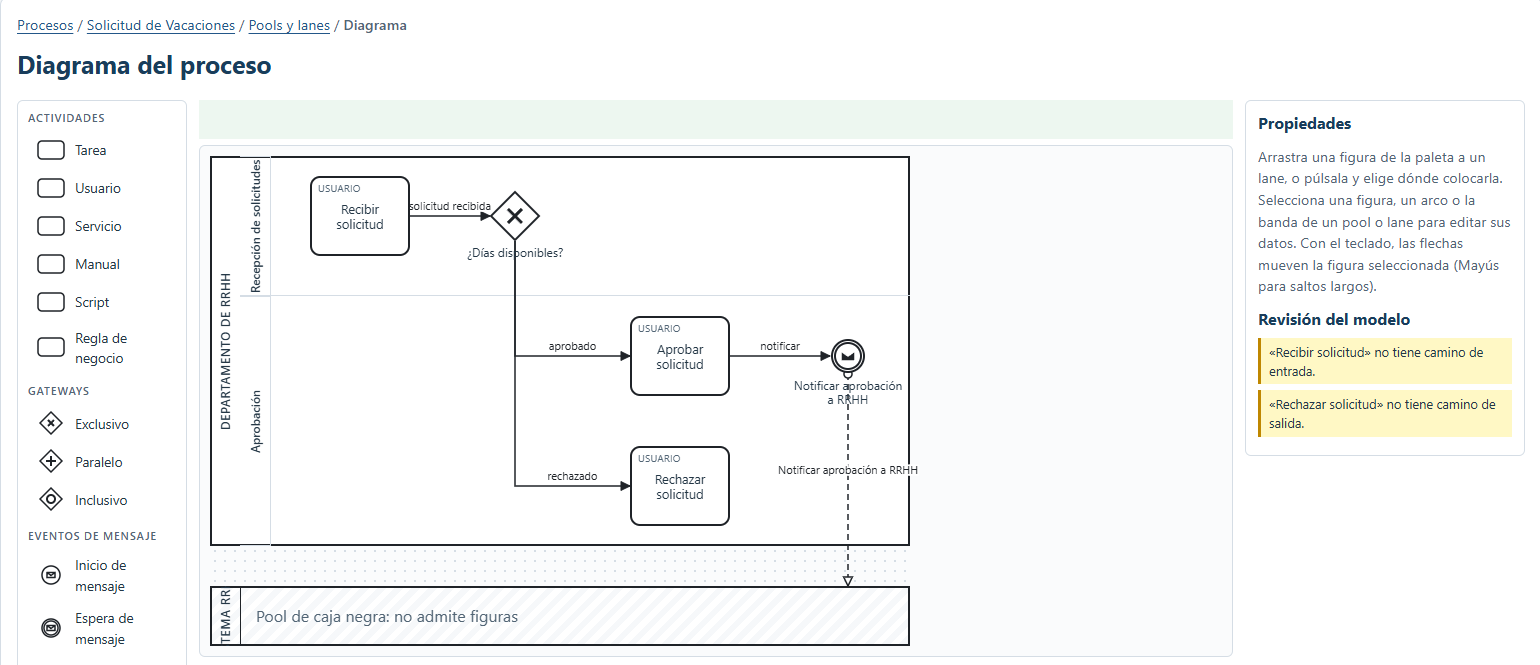 Procesos / Solicitud de Vacaciones / Pools y lanes / Diagrama
Diagrama del proceso
ACTIVIDADES
Tarea
Usuario
Servicio
Manual
Script
Regla de
negocio
GATEWAYS
Exclusivo
Paralelo
Inclusivo
EVENTOS DE MENSAJE
Inicio de
mensaje
Espera de
mensaje
DEPARTAMENTO DE RRHH
Recepción de solicitudes
USUARIO
Recibir
solicitud
solicitud recibida
¿Días disponibles?
Aprobación
aprobado
USUARIO
Aprobar
solicitud
notificar
Notificar aprobación
a RRHH
rechazado
USUARIO
Rechazar
solicitud
Notificar aprobación a RRHH
TEMA RR
Pool de caja negra: no admite figuras
Propiedades
Arrastra una figura de la paleta a un
lane, o púlsala y elige dónde colocarla.
Selecciona una figura, un arco o la
banda de un pool o lane para editar sus
datos. Con el teclado, las flechas
mueven la figura seleccionada (Mayús
para saltos largos).
Revisión del modelo
«Recibir solicitud» no tiene camino de
entrada.
«Rechazar solicitud» no tiene camino de
salida.